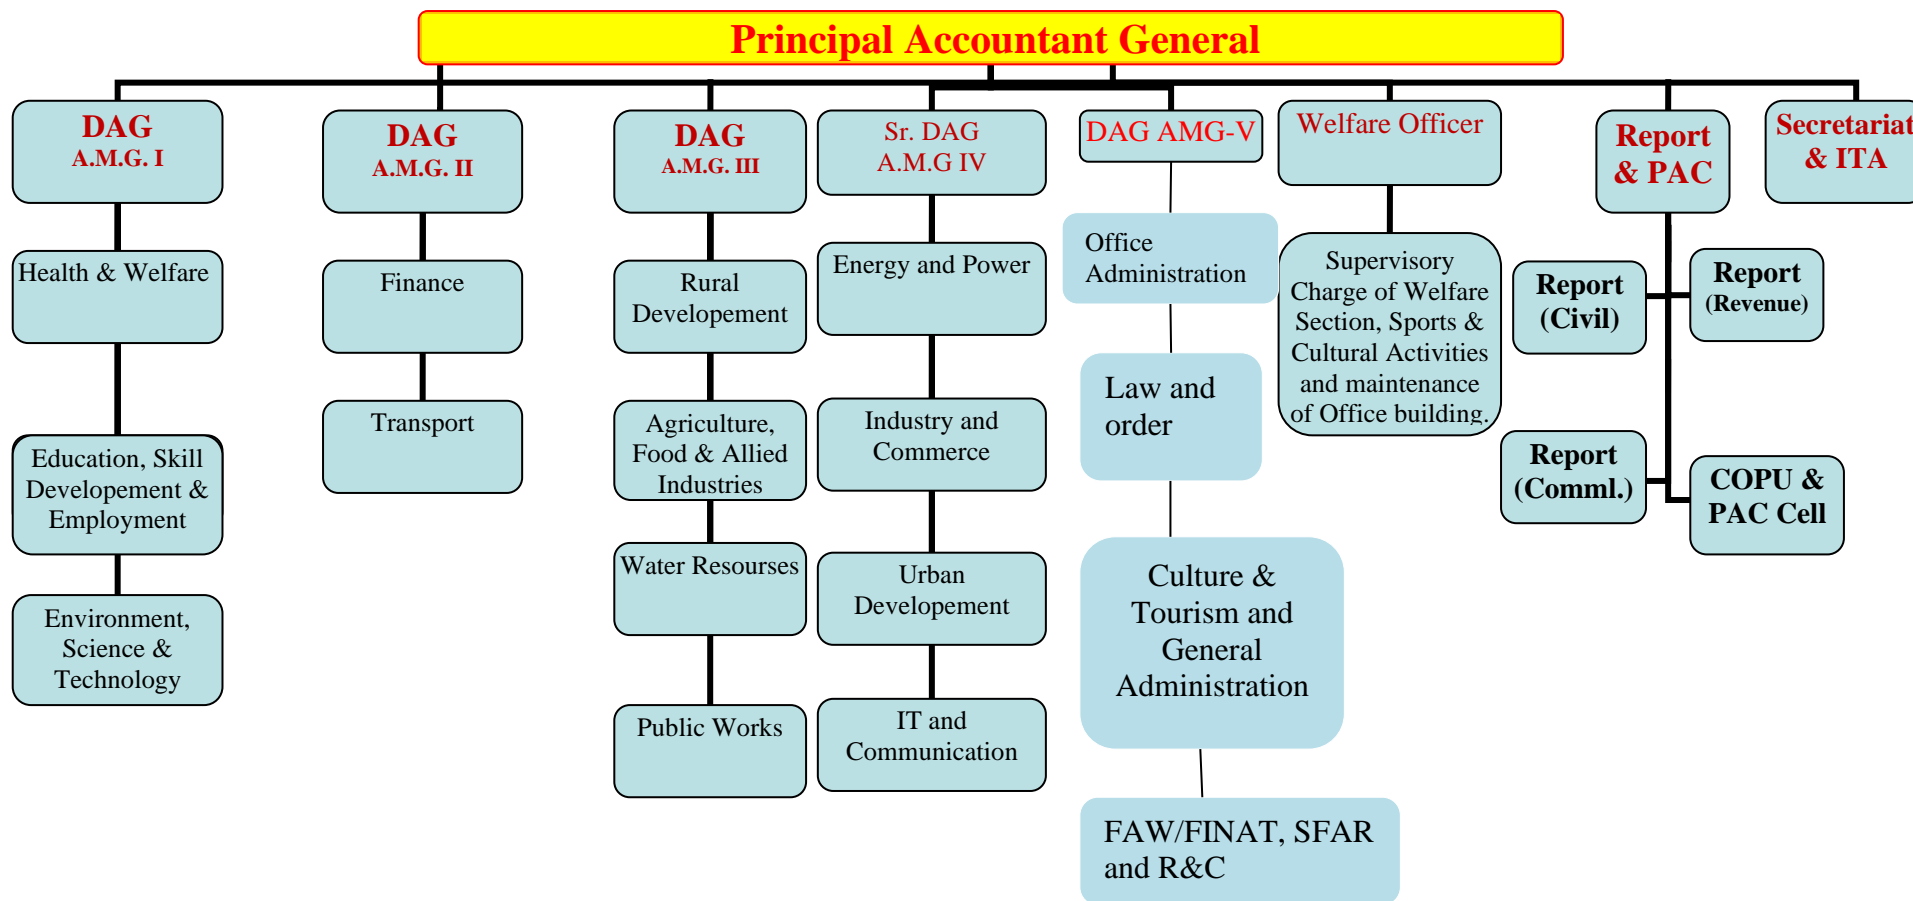 Principal Accountant General
DAG
A.M.G. I
Health & Welfare
Education, Skill
Developement &
Employment
Environment,
Science &
Technology
DAG
A.M.G. II
Finance
Transport
DAG
A.M.G. III
Rural
Developement
Agriculture,
Food & Allied
Industries
Water Resourses
Public Works
Sr. DAG
A.M.G IV
Energy and Power
Industry and
Commerce
Urban
Developement
IT and
Communication
DAG AMG-V
Office
Administration
Law and
order
Culture &
Tourism and
General
Administration
FAW/FINAT, SFAR
and R&C
Welfare Officer
Supervisory
Charge of Welfare
Section, Sports &
Cultural Activities
and maintenance
of Office building.
Report
& PAC
Report
(Civil)
Report
(Revenue)
Report
(Comml.)
COPU &
PAC Cell
Secretariat
& ITA